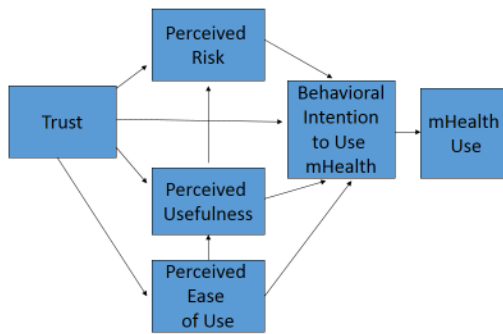 Perceived
Risk
Trust
Behavioral
Intention
to Use
mHealth
mHealth
Use
Perceived
Usefulness
Perceived
Ease
of Use